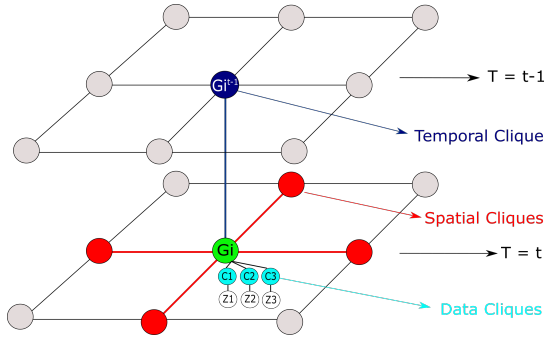 Gi^t-1
T = t-1
Temporal Clique
Spatial Cliques
Gi
T = t
C1 C2 C3
Z1 Z2 Z3
Data Cliques